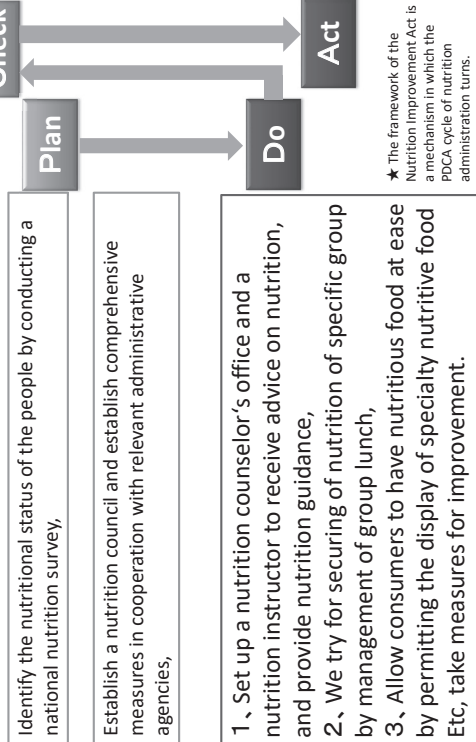 Identify the nutritional status of the people by conducting a
national nutrition survey,
Establish a nutrition council and establish comprehensive
measures in cooperation with relevant administrative
agencies,
1、Set up a nutrition counselor‘s office and a
nutrition instructor to receive advice on nutrition,
and provide nutrition guidance,
2、We try for securing of nutrition of specific group
by management of group lunch,
3、Allow consumers to have nutritious food at ease
by permitting the display of specialty nutritive food
Etc, take measures for improvement.
Plan
Check
Do
Act
★ The framework of the
Nutrition Improvement Act is
a mechanism in which the
PDCA cycle of nutrition
administration turns.